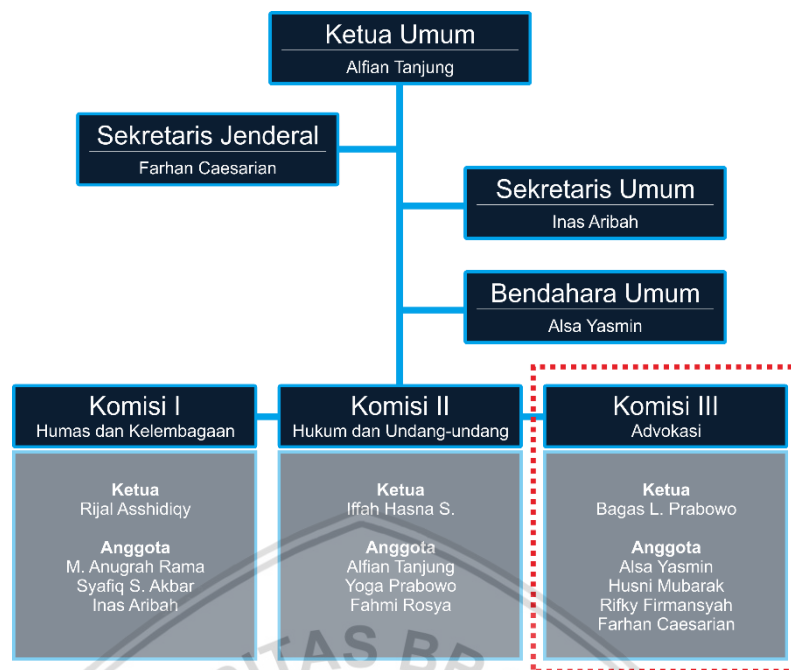 Ketua Umum
Alfian Tanjung
Sekretaris Jenderal
Farhan Caesarian
Sekretaris Umum
Inas Aribah
Bendahara Umum
Alsa Yasmin
Komisi I
Humas dan Kelembagaan
Ketua
Rijal Asshidiqy
Anggota
M. Anugrah Rama
Syafiq S. Akbar
Inas Aribah
Komisi II
Hukum dan Undang-undang
Ketua
Iffah Hasna S.
Anggota
Alfian Tanjung
Yoga Prabowo
Fahmi Rosya
Komisi III
Advokasi
Ketua
Bagas L. Prabowo
Anggota
Alsa Yasmin
Husni Mubarak
Rifky Firmansyah
Farhan Caesarian